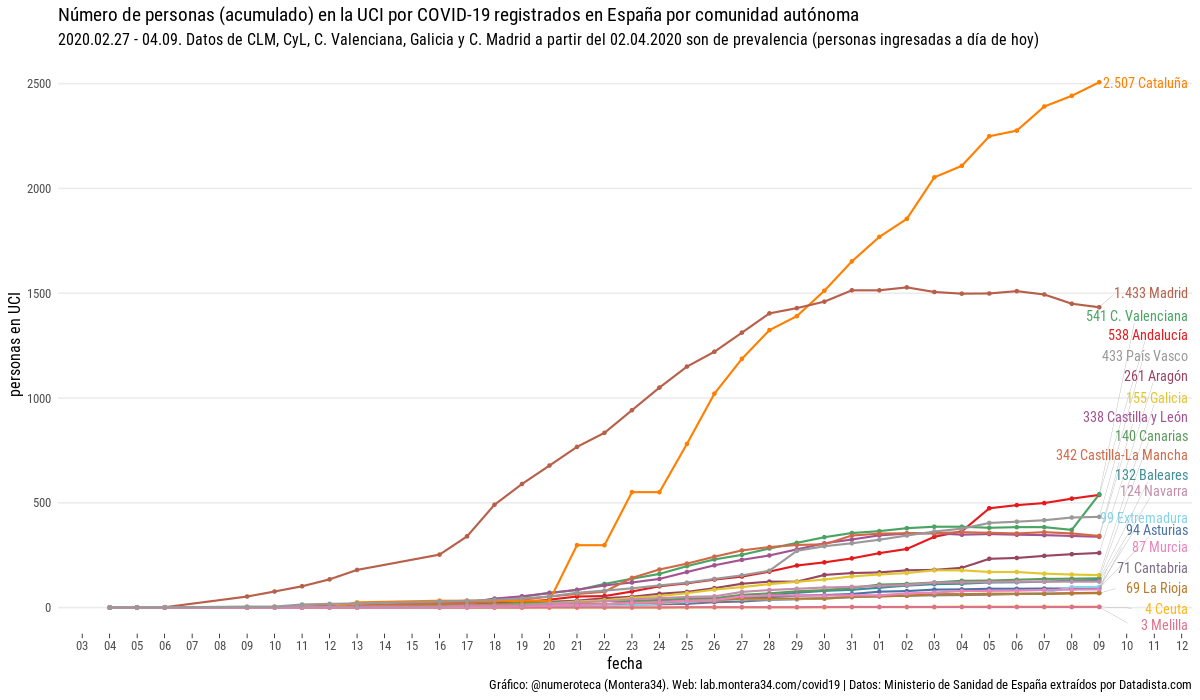 Número de personas (acumulado) en la UCI por COVID-19 registrados en España por comunidad autónoma
2020.02.27 - 04.09. Datos de CLM, CyL, C. Valenciana, Galicia y C. Madrid a partir del 02.04.2020 son de prevalencia (personas ingresadas a día de hoy)
personas en UCI
2500
2000
1500
1000
500
0
2.507 Cataluña
1.433 Madrid
541 C. Valenciana
538 Andalucía
433 País Vasco
261 Aragón
155 Galicia
338 Castilla y León
140 Canarias
342 Castilla-La Mancha
132 Baleares
124 Navarra
99 Extremadura
94 Asturias
87 Murcia
71 Cantabria
69 La Rioja
4 Ceuta
3 Melilla
03 04 05 06 07 08 09 10 11 12 13 14 15 16 17 18 19 20 21 22 23 24 25 26 27 28 29 30 31 01 02 03 04 05 06 07 08 09 10 11 12
fecha
Gráfico: @numeroteca (Montera34). Web: lab.montera34.com/covid19 | Datos: Ministerio de Sanidad de España extraídos por Datadista.com